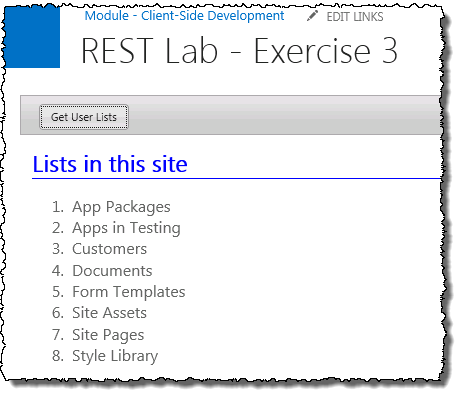 Module - Client-Side Development EDIT LINKS
REST Lab - Exercise 3
Get User Lists
Lists in this site
1. App Packages
2. Apps in Testing
3. Customers
4. Documents
5. Form Templates
6. Site Assets
7. Site Pages
8. Style Library